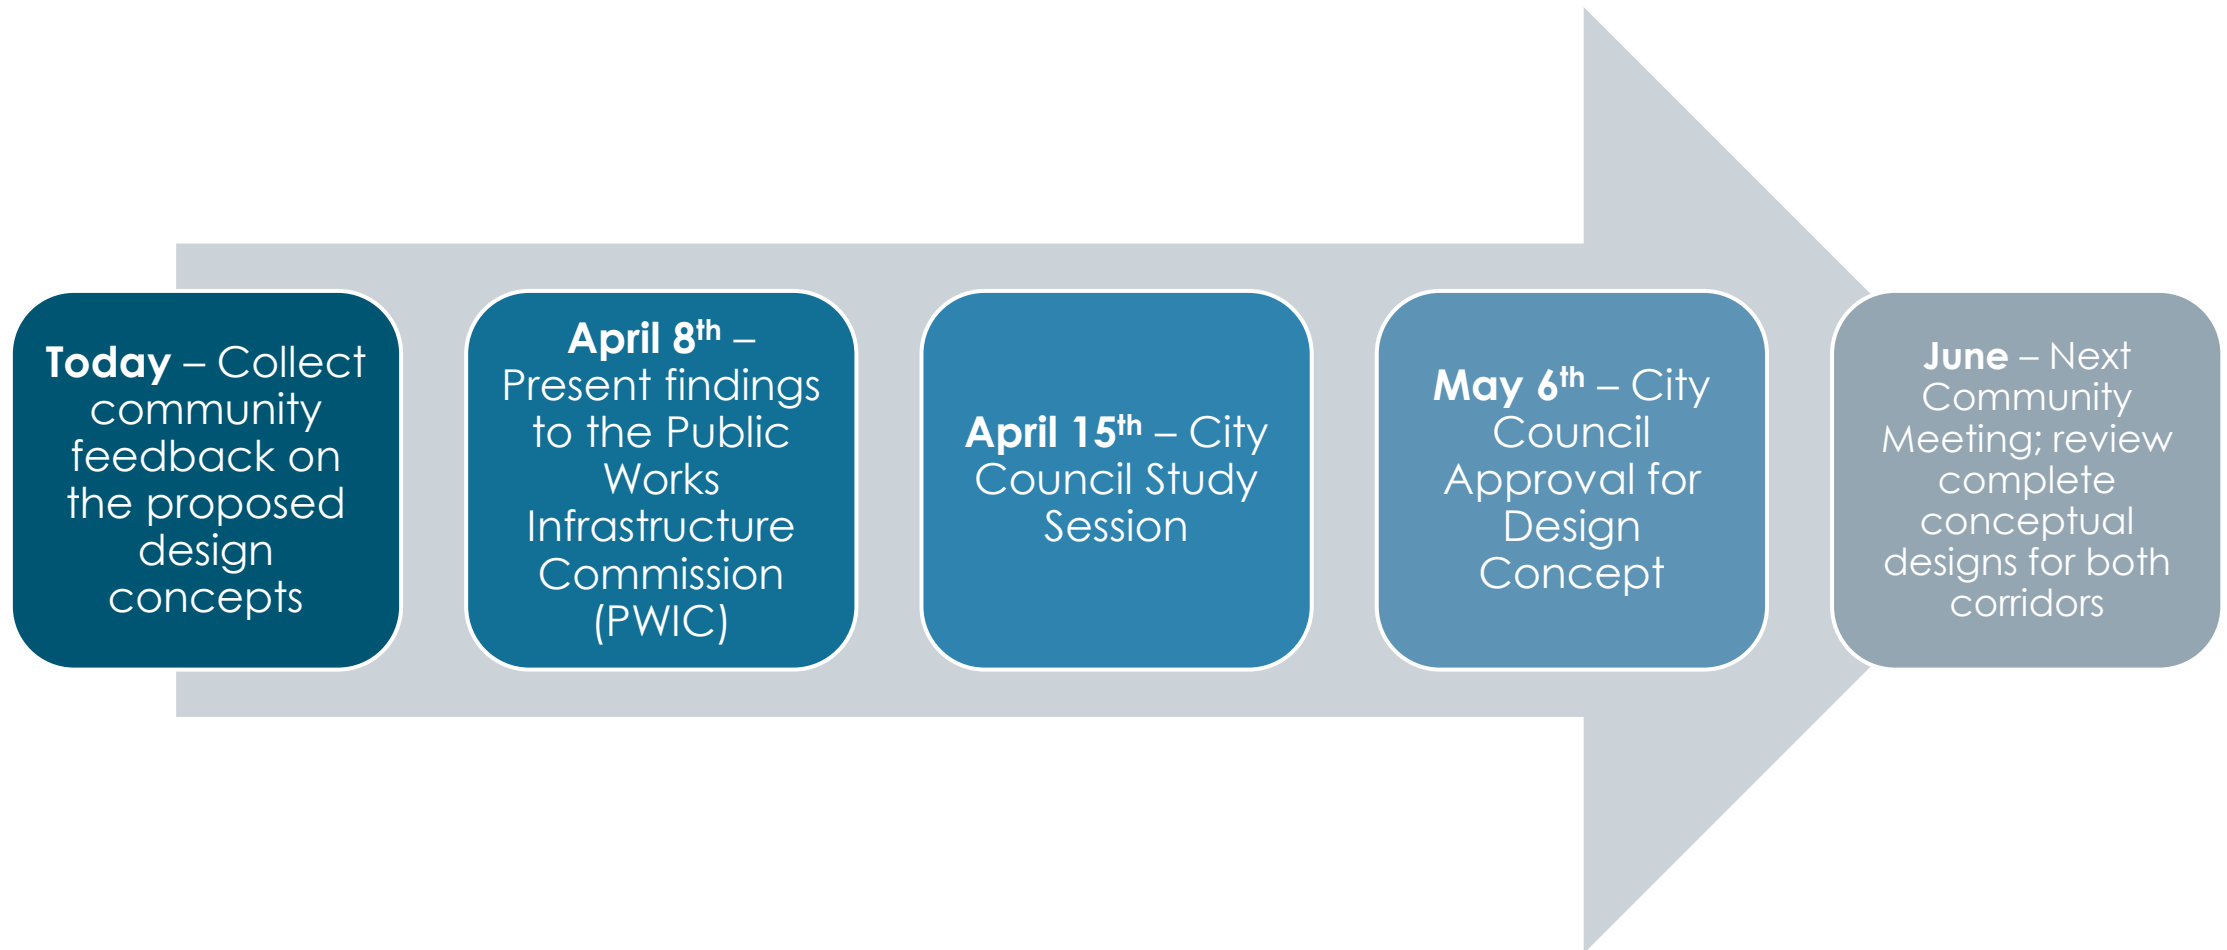 Today – Collect
community
feedback on
the proposed
design
concepts
April 8th –
Present findings
to the Public
Works
Infrastructure
Commission
(PWIC)
April 15th – City
Council Study
Session
May 6th – City
Council
Approval for
Design
Concept
June – Next
Community
Meeting; review
complete
conceptual
designs for both
corridors